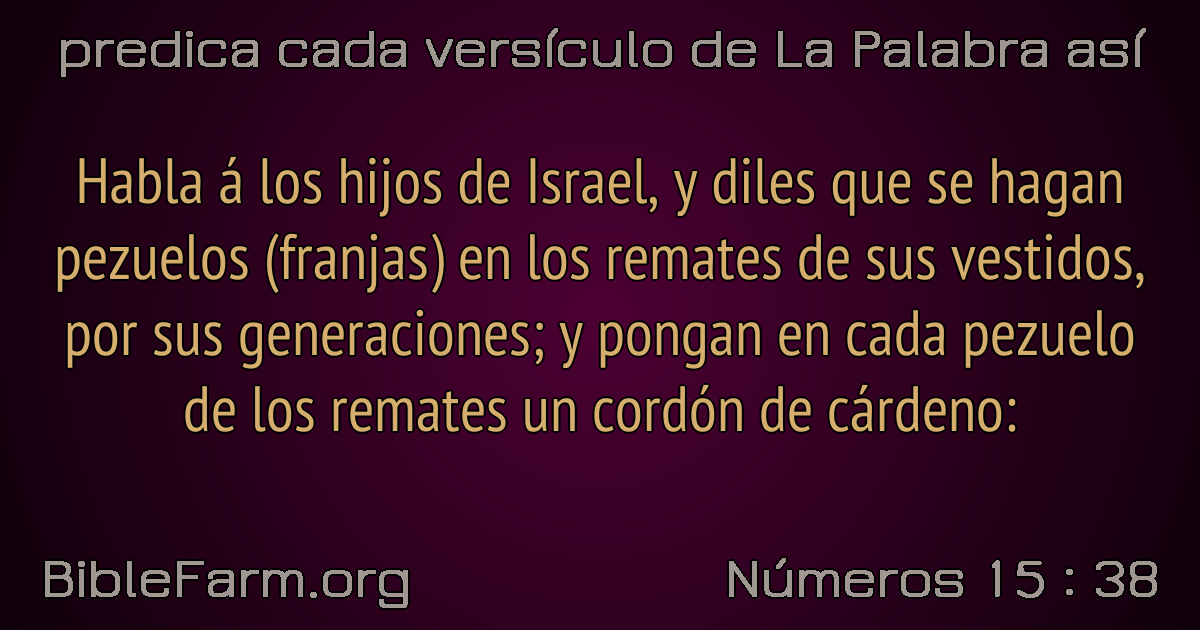 predica cada versículo de La Palabra así
Habla á los hijos de Israel, y diles que se hagan
pezuelos (franjas) en los remates de sus vestidos,
por sus generaciones; y pongan en cada pezuelo
de los remates un cordón de cárdeno:
BibleFarm.org
Números 15 : 38